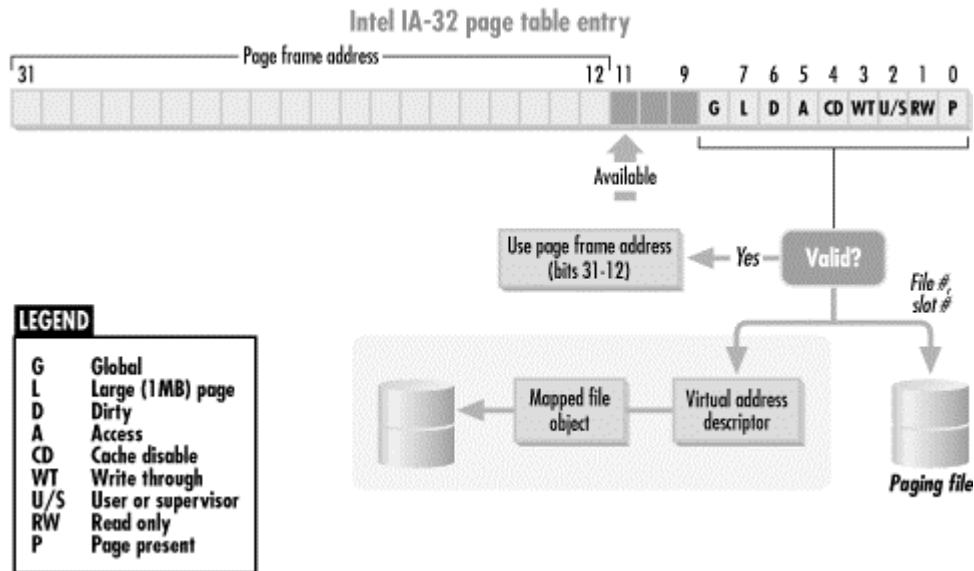 Intel IA-32 page table entry
Page frame address
31 12 11 9 7 6 5 4 3 2 1 0
G L D A CD WT U/S RW P
Available
Use page frame address
(bits 31-12)
Yes
Valid?
File #,
slot #
Mapped file
object
Virtual address
descriptor
Paging file
LEGEND
G Global
L Large (1MB) page
D Dirty
A Access
CD Cache disable
WT Write through
U/S User or supervisor
RW Read only
P Page present